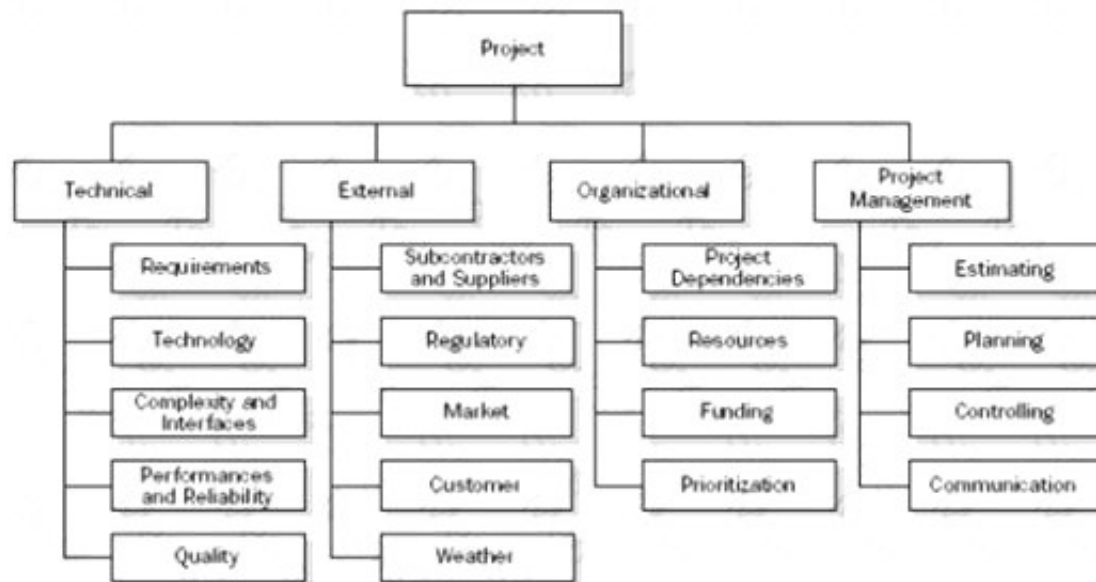 Project
Technical
External
Organizational
Project
Management
Requirements
Technology
Complexity and
Interfaces
Performances
and Reliability
Quality
Subcontractors
and Suppliers
Regulatory
Market
Customer
Weather
Project
Dependencies
Resources
Funding
Prioritization
Estimating
Planning
Controlling
Communication